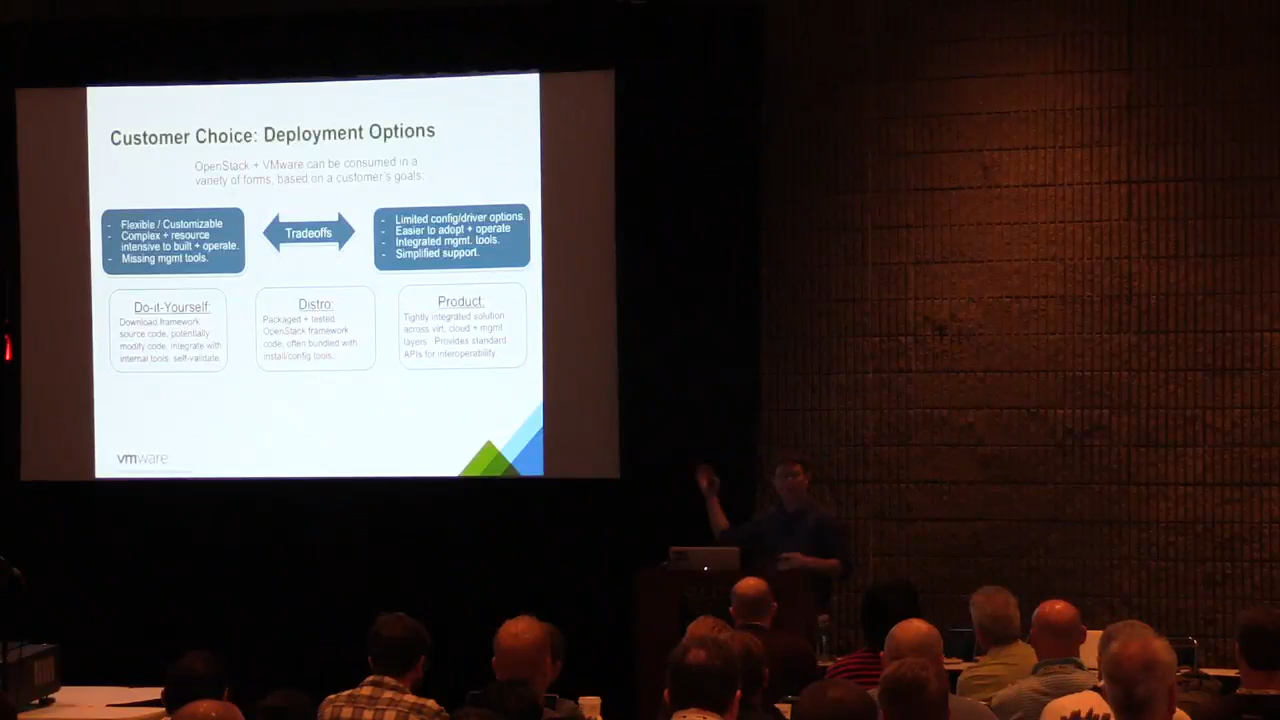 Customer Choice: Deployment Options
OpenStack + VMware can be consumed in a
variety of forms, based on a customer's goals:
- Flexible / Customizable
- Complex + resource
intensive to built + operate.
- Missing mgmt tools.
Tradeoffs
- Limited config/driver options.
- Easier to adopt + operate
- Integrated mgmt. tools.
- Simplified support.
Do-it-Yourself:
Download framework
source code, potentially
modify code, integrate with
internal tools, self-validate.
Distro:
Packaged + tested
OpenStack framework
code, often bundled with
install/config tools.
Product:
Tightly integrated solution
across virt, cloud + mgmt
layers. Provides standard
APIs for interoperability.
vmware